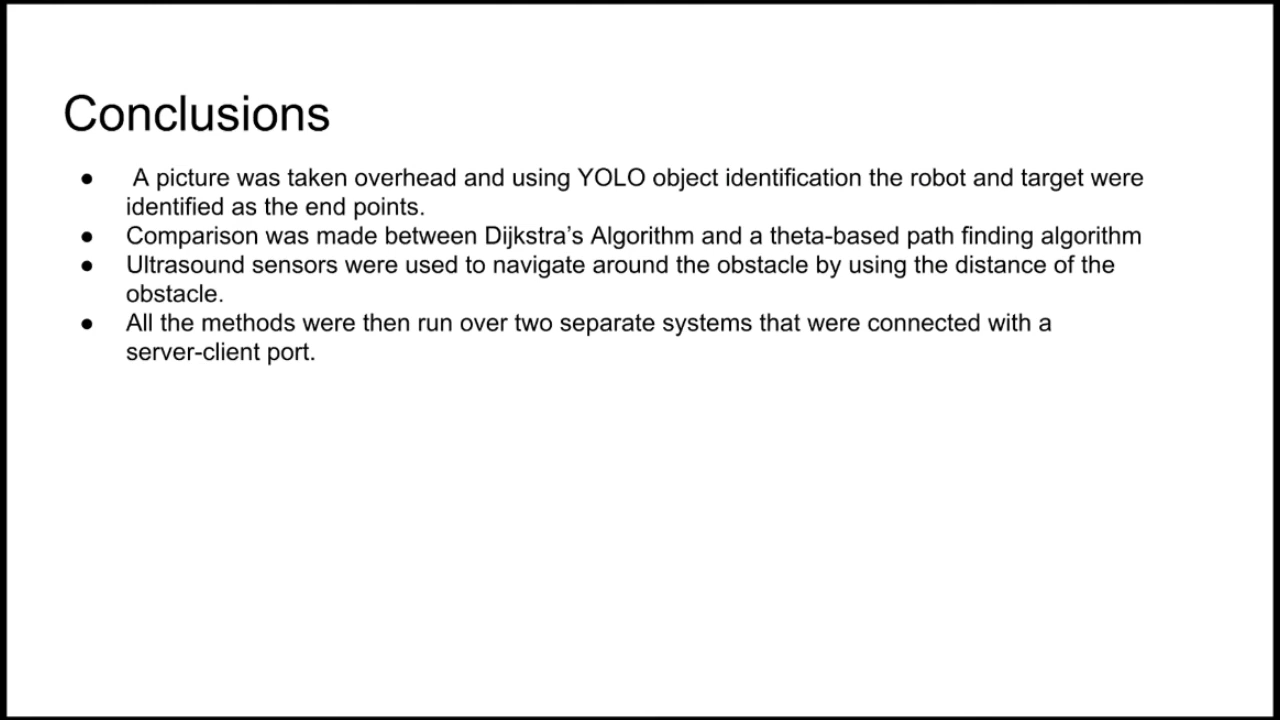 Conclusions
● A picture was taken overhead and using YOLO object identification the robot and target were
identified as the end points.
● Comparison was made between Dijkstra’s Algorithm and a theta-based path finding algorithm
● Ultrasound sensors were used to navigate around the obstacle by using the distance of the
obstacle.
● All the methods were then run over two separate systems that were connected with a
server-client port.